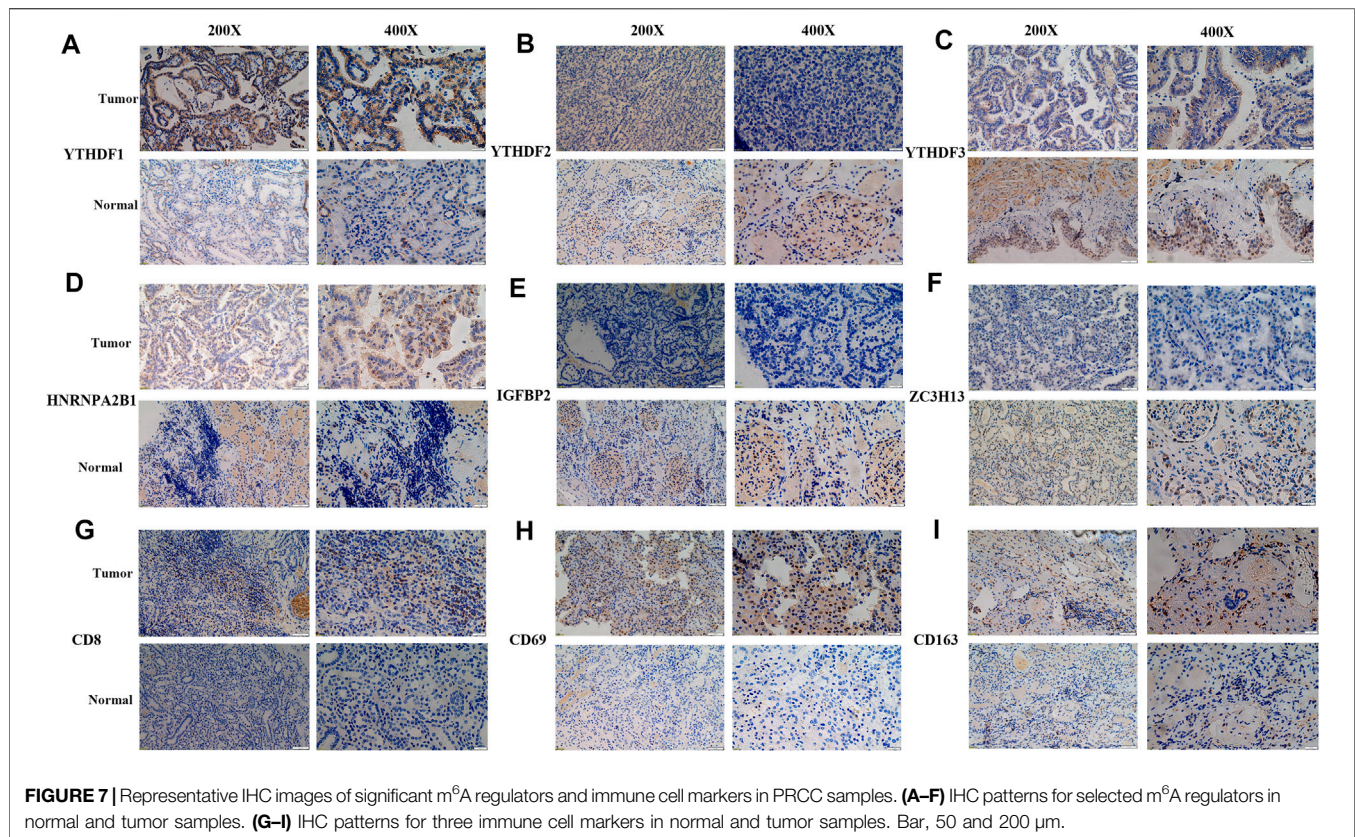 200X 400X 200X 400X 200X 400X
A B C
Tumor
YTHDF1 YTHDF2 YTHDF3
Normal
D E F
Tumor
HNRNPA2B1 IGFBP2 ZC3H13
Normal
G H I
Tumor
CD8 CD69 CD163
Normal
FIGURE 7 | Representative IHC images of significant m⁶A regulators and immune cell markers in PRCC samples. (A–F) IHC patterns for selected m⁶A regulators in
normal and tumor samples. (G–I) IHC patterns for three immune cell markers in normal and tumor samples. Bar, 50 and 200 μm.